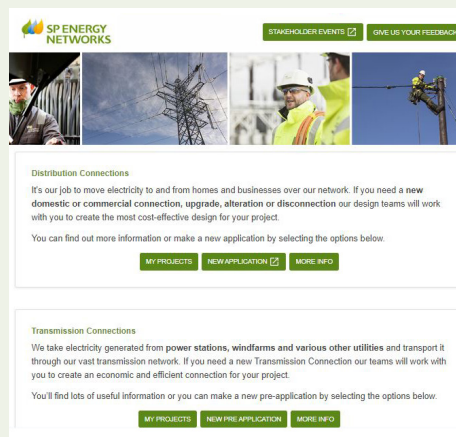 SP ENERGY
NETWORKS
STAKEHOLDER EVENTS
GIVE US YOUR FEEDBACK
Distribution Connections
It's our job to move electricity to and from homes and businesses over our network. If you need a new
domestic or commercial connection, upgrade, alteration or disconnection our design teams will work
with you to create the most cost-effective design for your project.
You can find out more information or make a new application by selecting the options below.
MY PROJECTS
NEW APPLICATION
MORE INFO
Transmission Connections
We take electricity generated from power stations, windfarms and various other utilities and transport it
through our vast transmission network. If you need a new Transmission Connection our teams will work with
you to create an economic and efficient connection for your project.
You'll find lots of useful information or you can make a new pre-application by selecting the options below.
MY PROJECTS
NEW PRE APPLICATION
MORE INFO